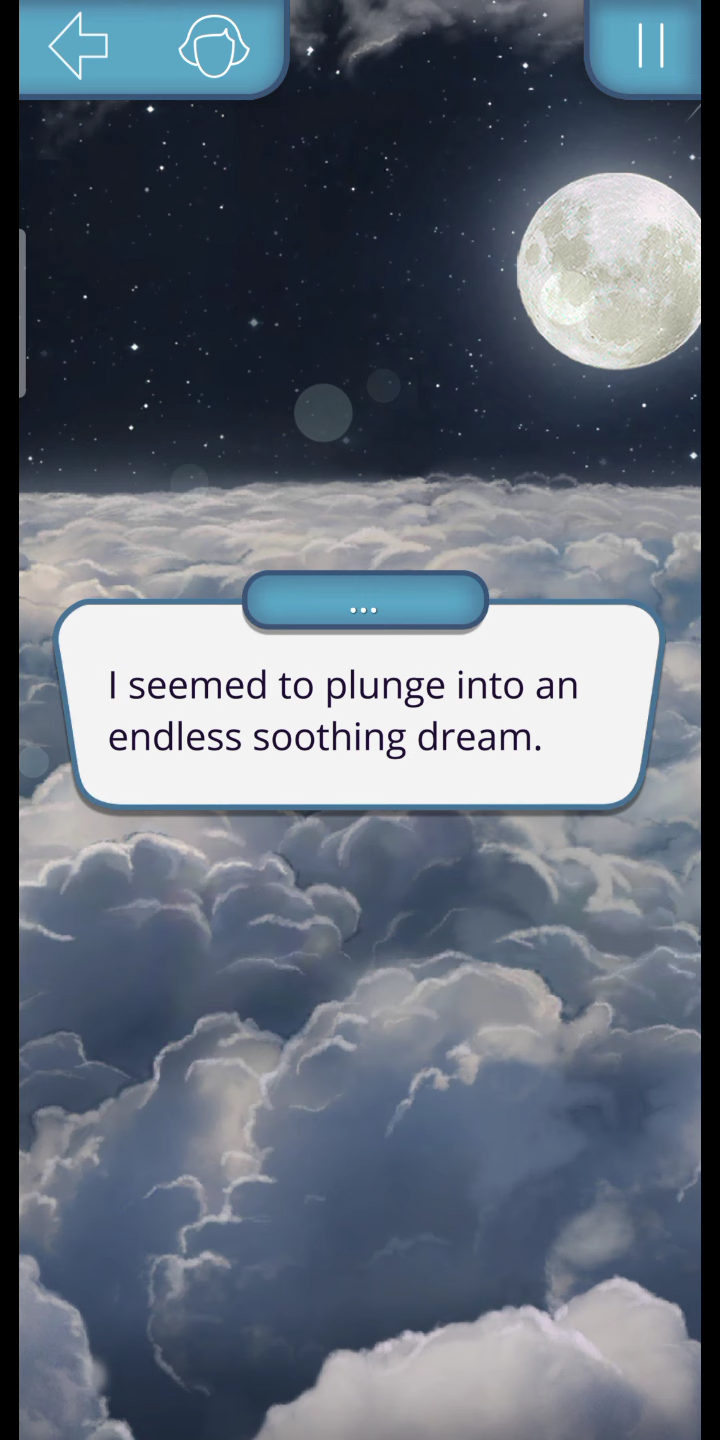 ...
I seemed to plunge into an
endless soothing dream.